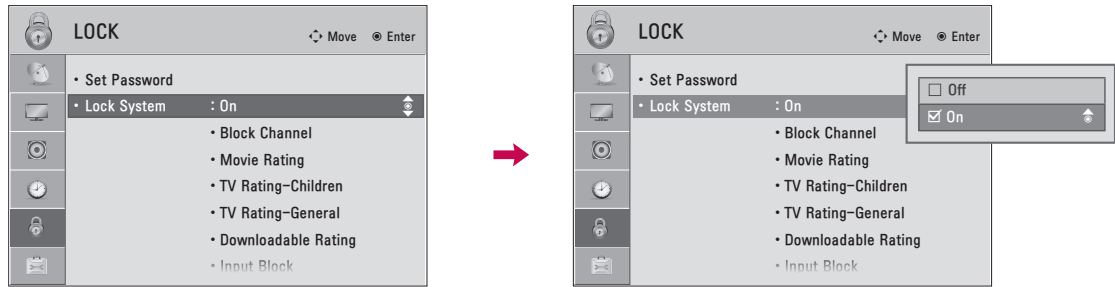 LOCK
Move
Enter
• Set Password
• Lock System : On
• Block Channel
• Movie Rating
• TV Rating-Children
• TV Rating-General
• Downloadable Rating
• Input Block
LOCK
Move
Enter
• Set Password
• Lock System : On
• Block Channel
• Movie Rating
• TV Rating-Children
• TV Rating-General
• Downloadable Rating
• Input Block
☐ Off
☑ On